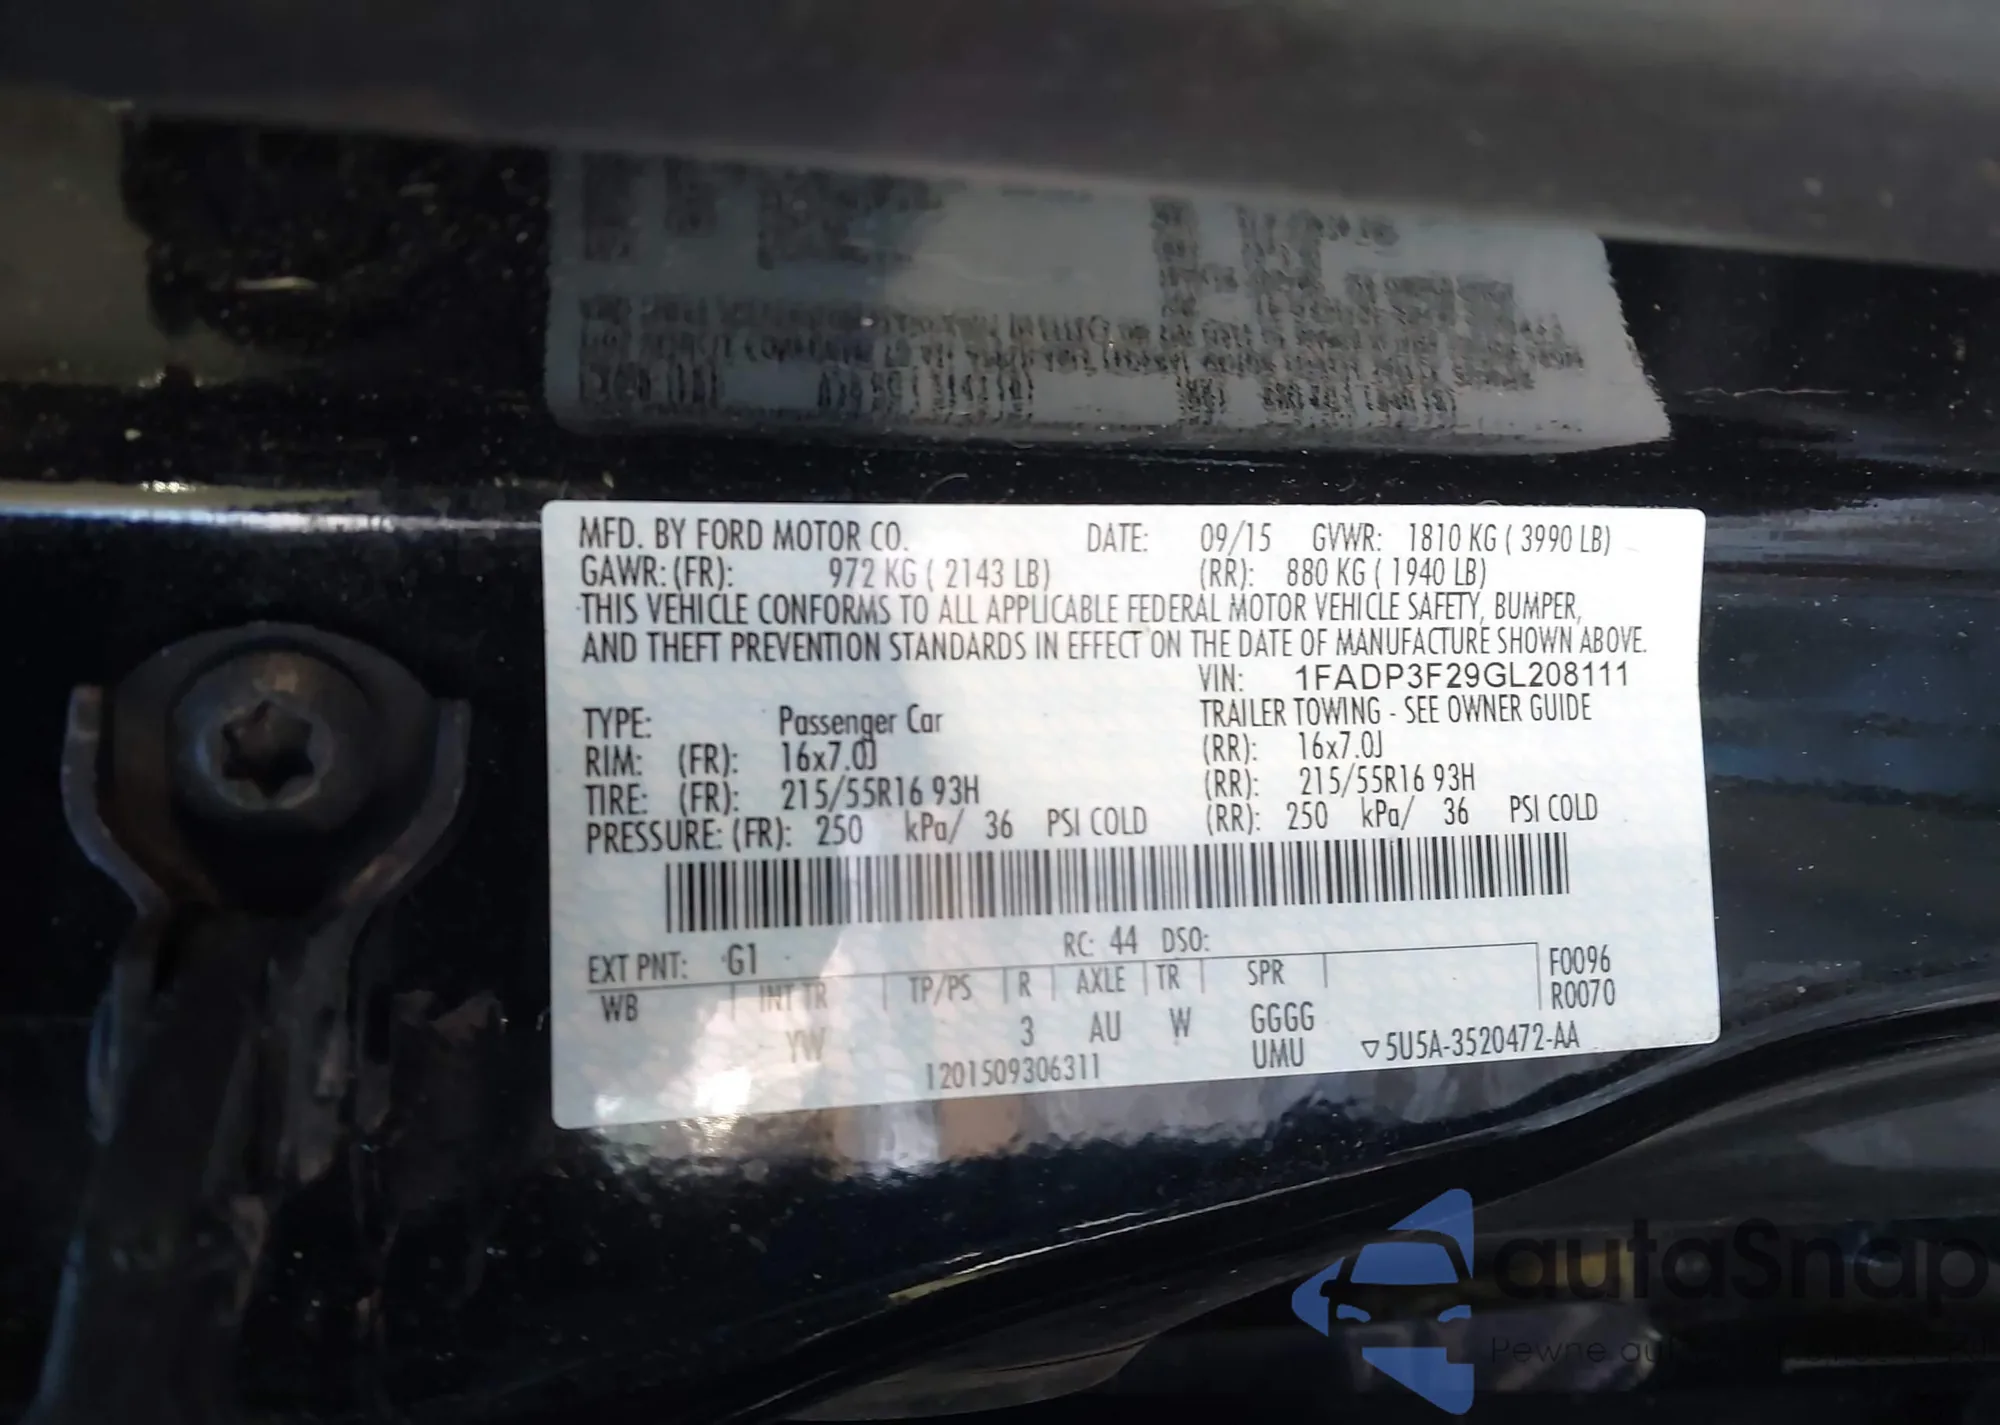 MFD. BY FORD MOTOR CO. DATE: 09/15 GVWR: 1810 KG ( 3990 LB)
GAWR: (FR): 972 KG ( 2143 LB) (RR): 880 KG ( 1940 LB)
THIS VEHICLE CONFORMS TO ALL APPLICABLE FEDERAL MOTOR VEHICLE SAFETY, BUMPER,
AND THEFT PREVENTION STANDARDS IN EFFECT ON THE DATE OF MANUFACTURE SHOWN ABOVE.
VIN: 1FADP3F29GL208111
TYPE: Passenger Car TRAILER TOWING - SEE OWNER GUIDE
RIM: (FR): 16x7.0J (RR): 16x7.0J
TIRE: (FR): 215/55R16 93H (RR): 215/55R16 93H
PRESSURE: (FR): 250 kPa/ 36 PSI COLD (RR): 250 kPa/ 36 PSI COLD
EXT PNT: G1 RC: 44 DSO: F0096
WB INT TR TP/PS R AXLE TR SPR R0070
YW 3 AU W GGGG
1201509306311 UMU ▽5U5A-3520472-AA
autaSnap
Pewne